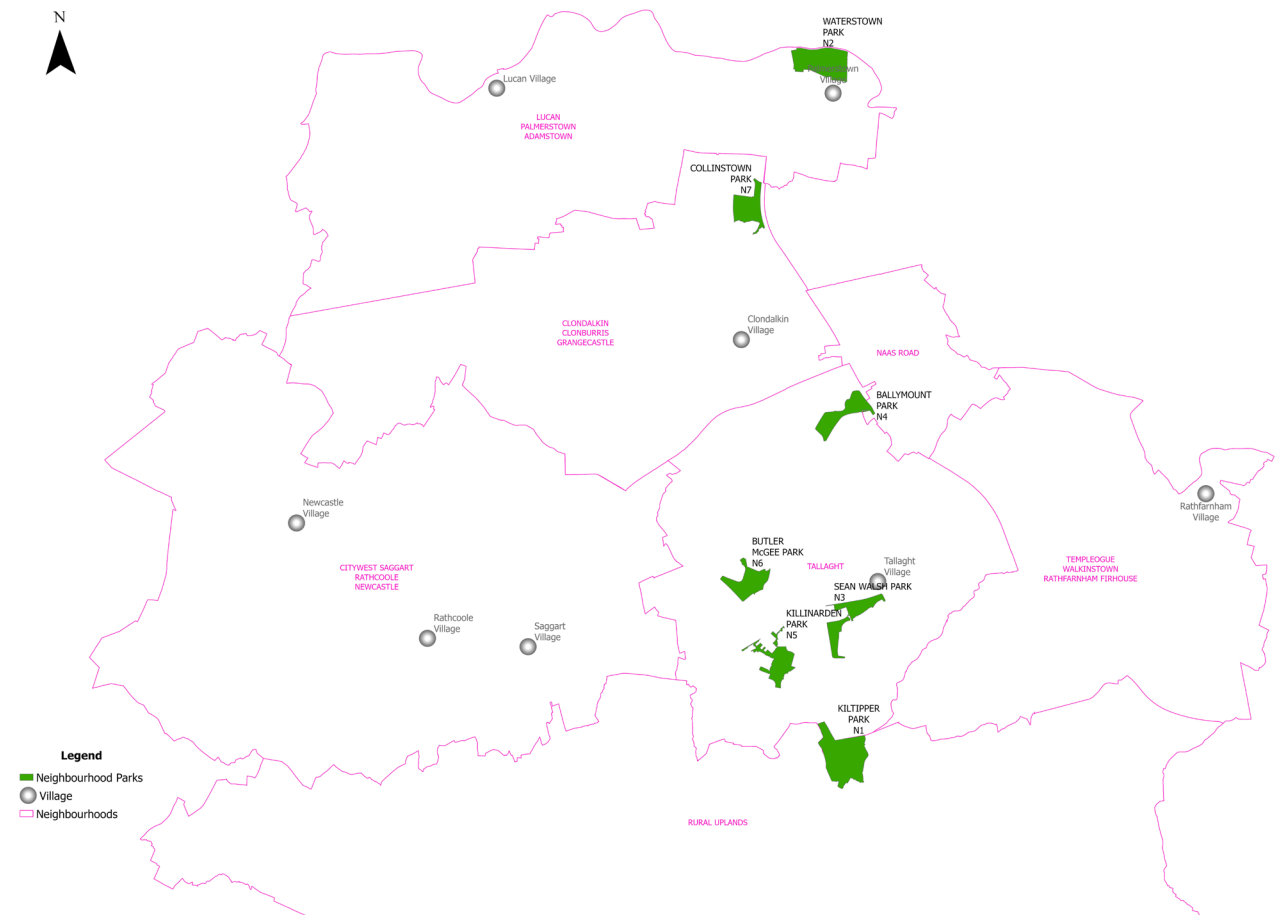 N
WATERSTOWN
PARK
N2
Palmerstown
Village
Lucan Village
LUCAN
PALMERSTOWN
ADAMSTOWN
COLLINSTOWN
PARK
N7
Clondalkin
Village
CLONDALKIN
CLONBURRIS
GRANGECASTLE
NAAS ROAD
BALLYMOUNT
PARK
N4
Newcastle
Village
Rathfarnham
Village
BUTLER
McGEE PARK
N6
TALLAGHT
Tallaght
Village
TEMPLEOGUE
WALKINSTOWN
RATHFARNHAM FIRHOUSE
CITYWEST SAGGART
RATHCOOLE
NEWCASTLE
SEAN WALSH PARK
N3
KILLINARDEN
PARK
N5
Rathcoole
Village
Saggart
Village
KILTIPPER
PARK
N1
Legend
Neighbourhood Parks
Village
Neighbourhoods
RURAL UPLANDS